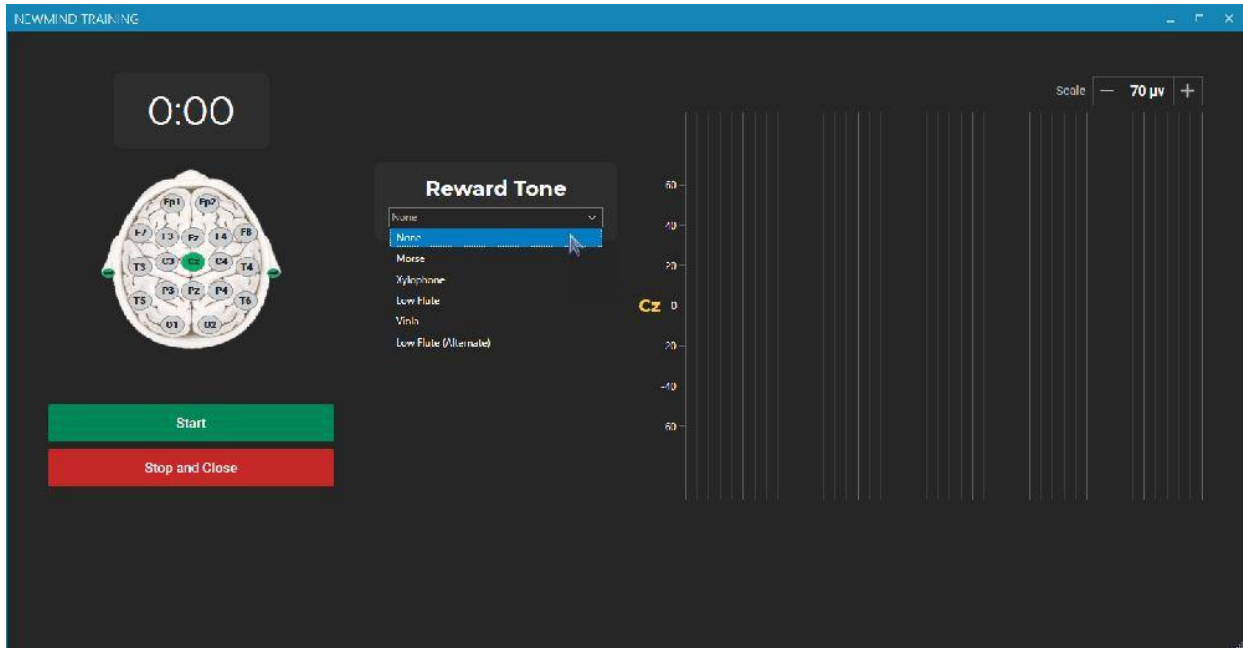 NEWMIND TRAINING
0:00
Scale — 70 µv +
Reward Tone
None
None
Morse
Xylophone
Low Flute
Viola
Low Flute (Alternate)
Fp1 Fp2
F7 F3 Fz F4 F8
T3 C3 Cz C4 T4
T5 P3 Pz P4 T6
O1 O2
Start
Stop and Close
60
40
20
Cz 0
20
-40
60